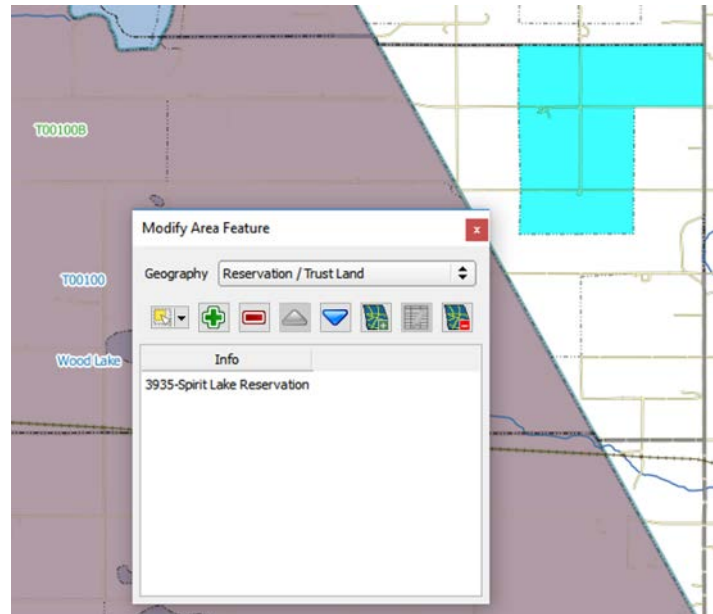 T00100B
Modify Area Feature
x
Geography Reservation / Trust Land
T00100
Wood Lake
Info
3935-Spirit Lake Reservation